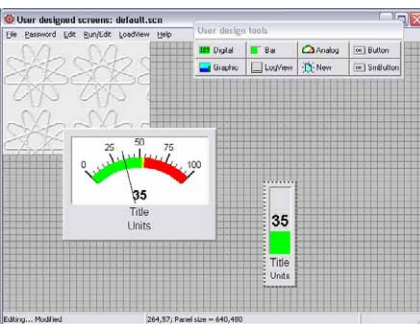 User designed screens: default.scn
File Password Edit Run/Edit Loadview Help
User design tools
Digital Bar Analog Button
Graphic LogView New SmButton
0 25 50 75 100
35
Title
Units
35
Title
Units
Editing... Modified 264,57; Panel size = 640,480